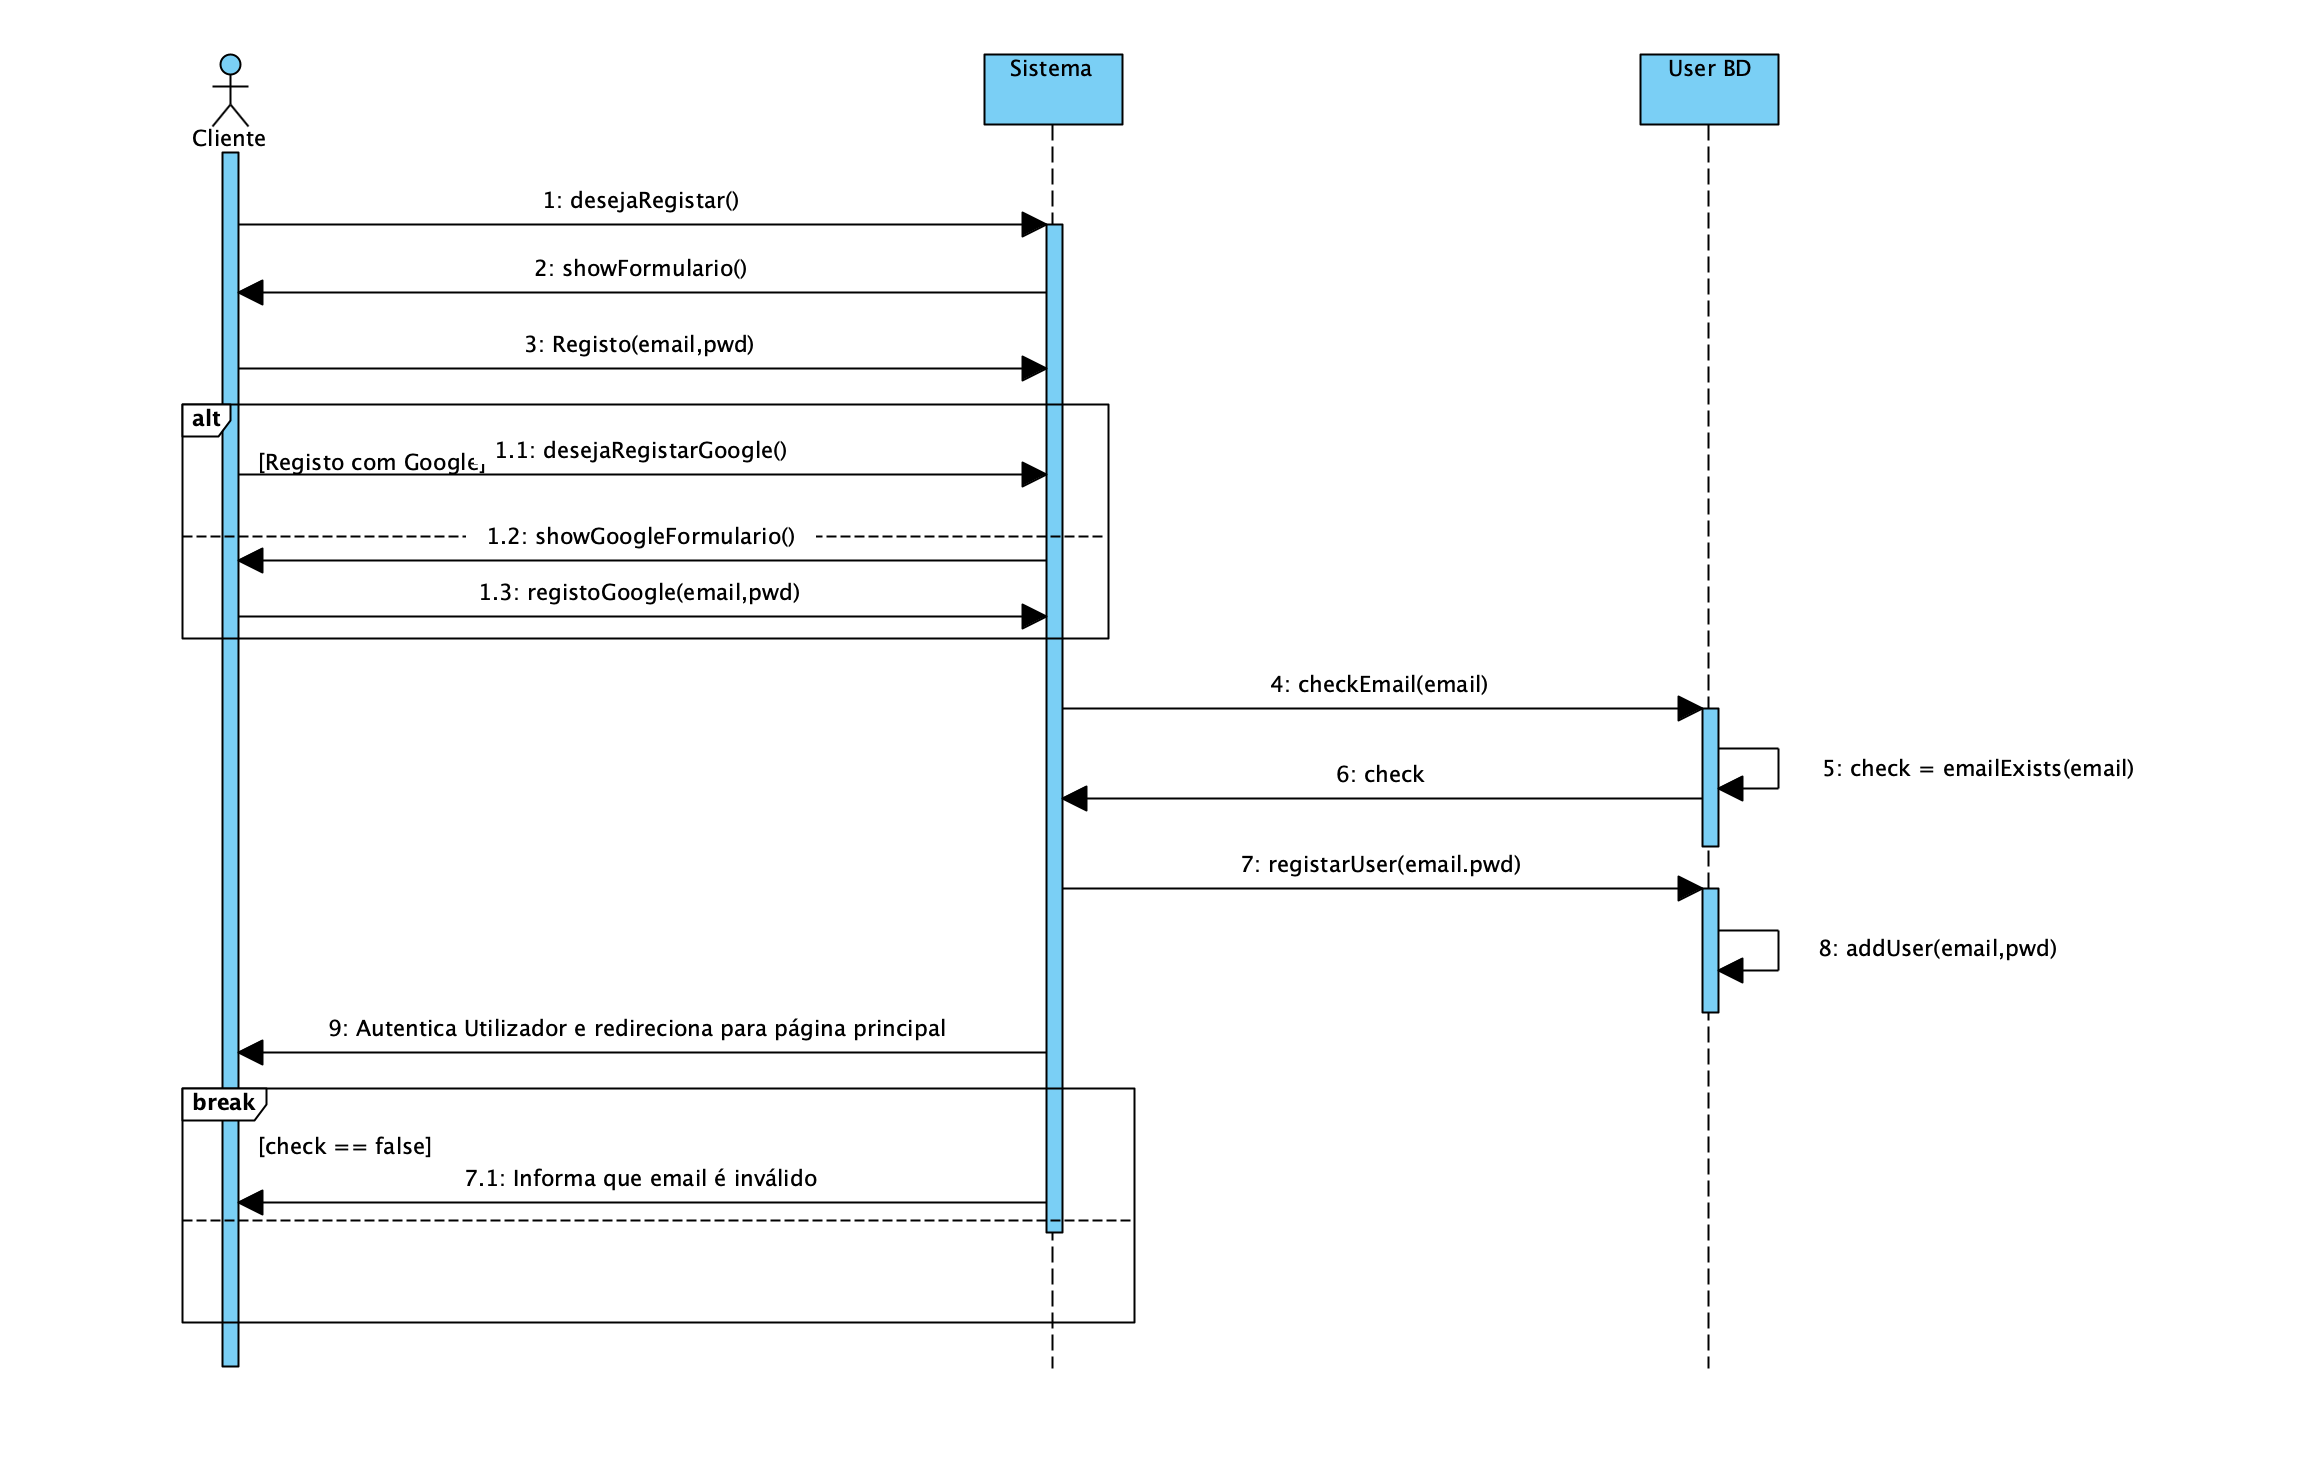 Sistema
User BD
Cliente
1: desejaRegistar()
2: showFormulario()
3: Registo(email,pwd)
alt
1.1: desejaRegistarGoogle()
[Registo com Google]
1.2: showGoogleFormulario()
1.3: registoGoogle(email,pwd)
4: checkEmail(email)
5: check = emailExists(email)
6: check
7: registarUser(email.pwd)
8: addUser(email,pwd)
9: Autentica Utilizador e redireciona para página principal
break
[check == false]
7.1: Informa que email é inválido